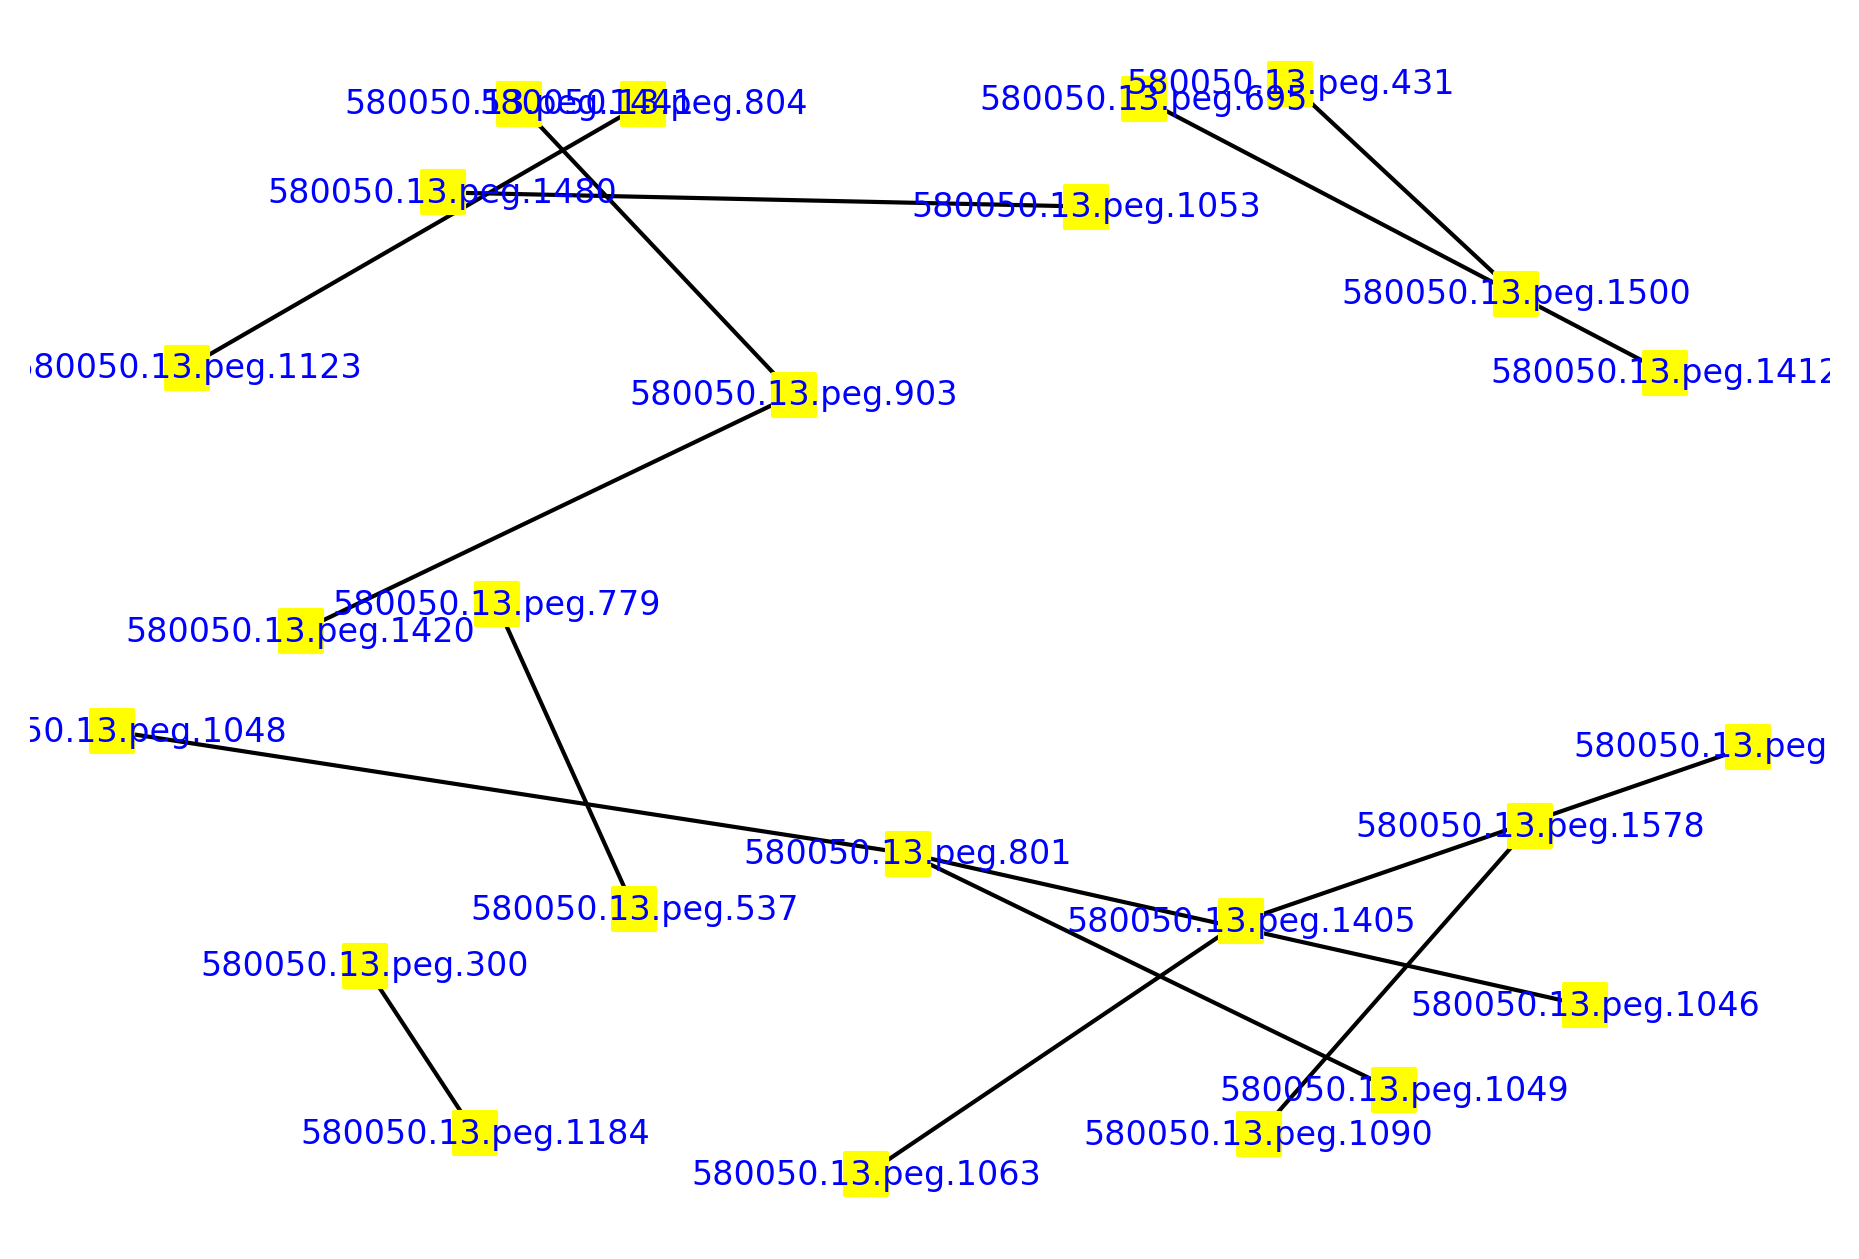 580050.13.peg.431
580050.13.peg.695
580050.13.peg.1441
580050.13.peg.804
580050.13.peg.1480
580050.13.peg.1053
580050.13.peg.1500
80050.13.peg.1123
580050.13.peg.1412
580050.13.peg.903
580050.13.peg.779
580050.13.peg.1420
50.13.peg.1048
580050.13.peg
580050.13.peg.1578
580050.13.peg.801
580050.13.peg.537
580050.13.peg.1405
580050.13.peg.300
580050.13.peg.1046
580050.13.peg.1049
580050.13.peg.1184
580050.13.peg.1090
580050.13.peg.1063